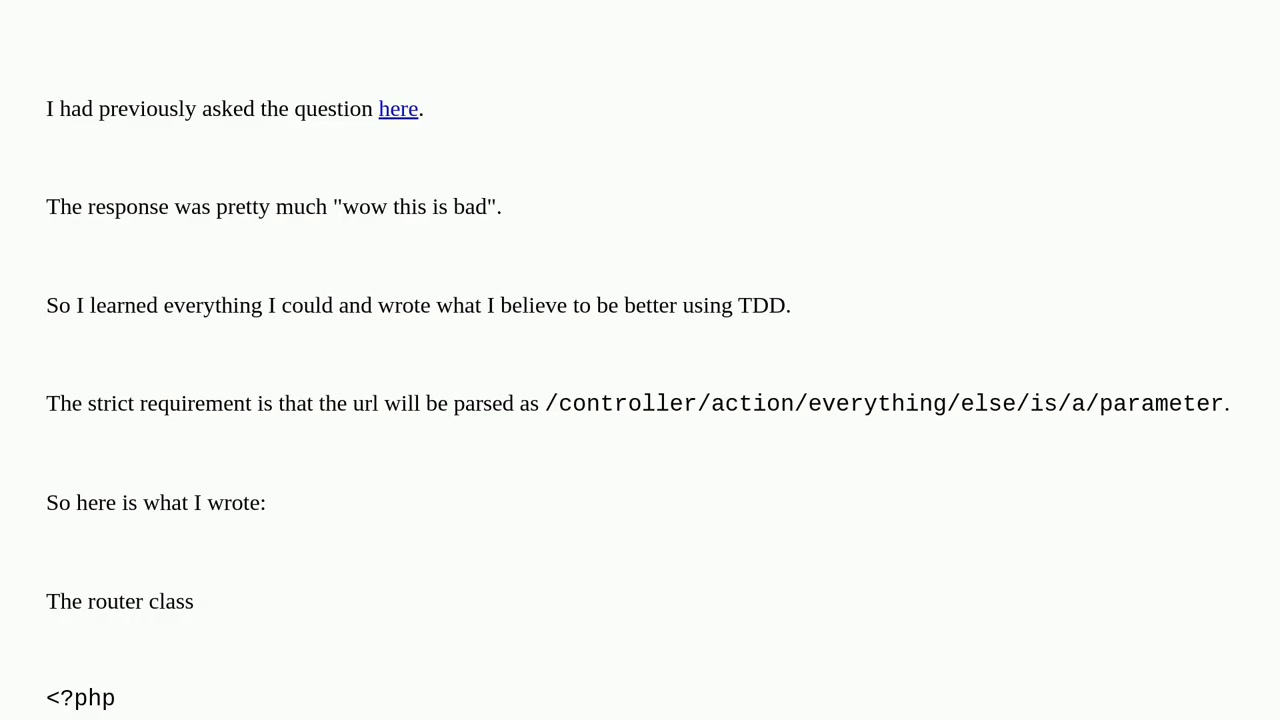 I had previously asked the question here.
The response was pretty much "wow this is bad".
So I learned everything I could and wrote what I believe to be better using TDD.
The strict requirement is that the url will be parsed as /controller/action/everything/else/is/a/parameter.
So here is what I wrote:
The router class
<?php